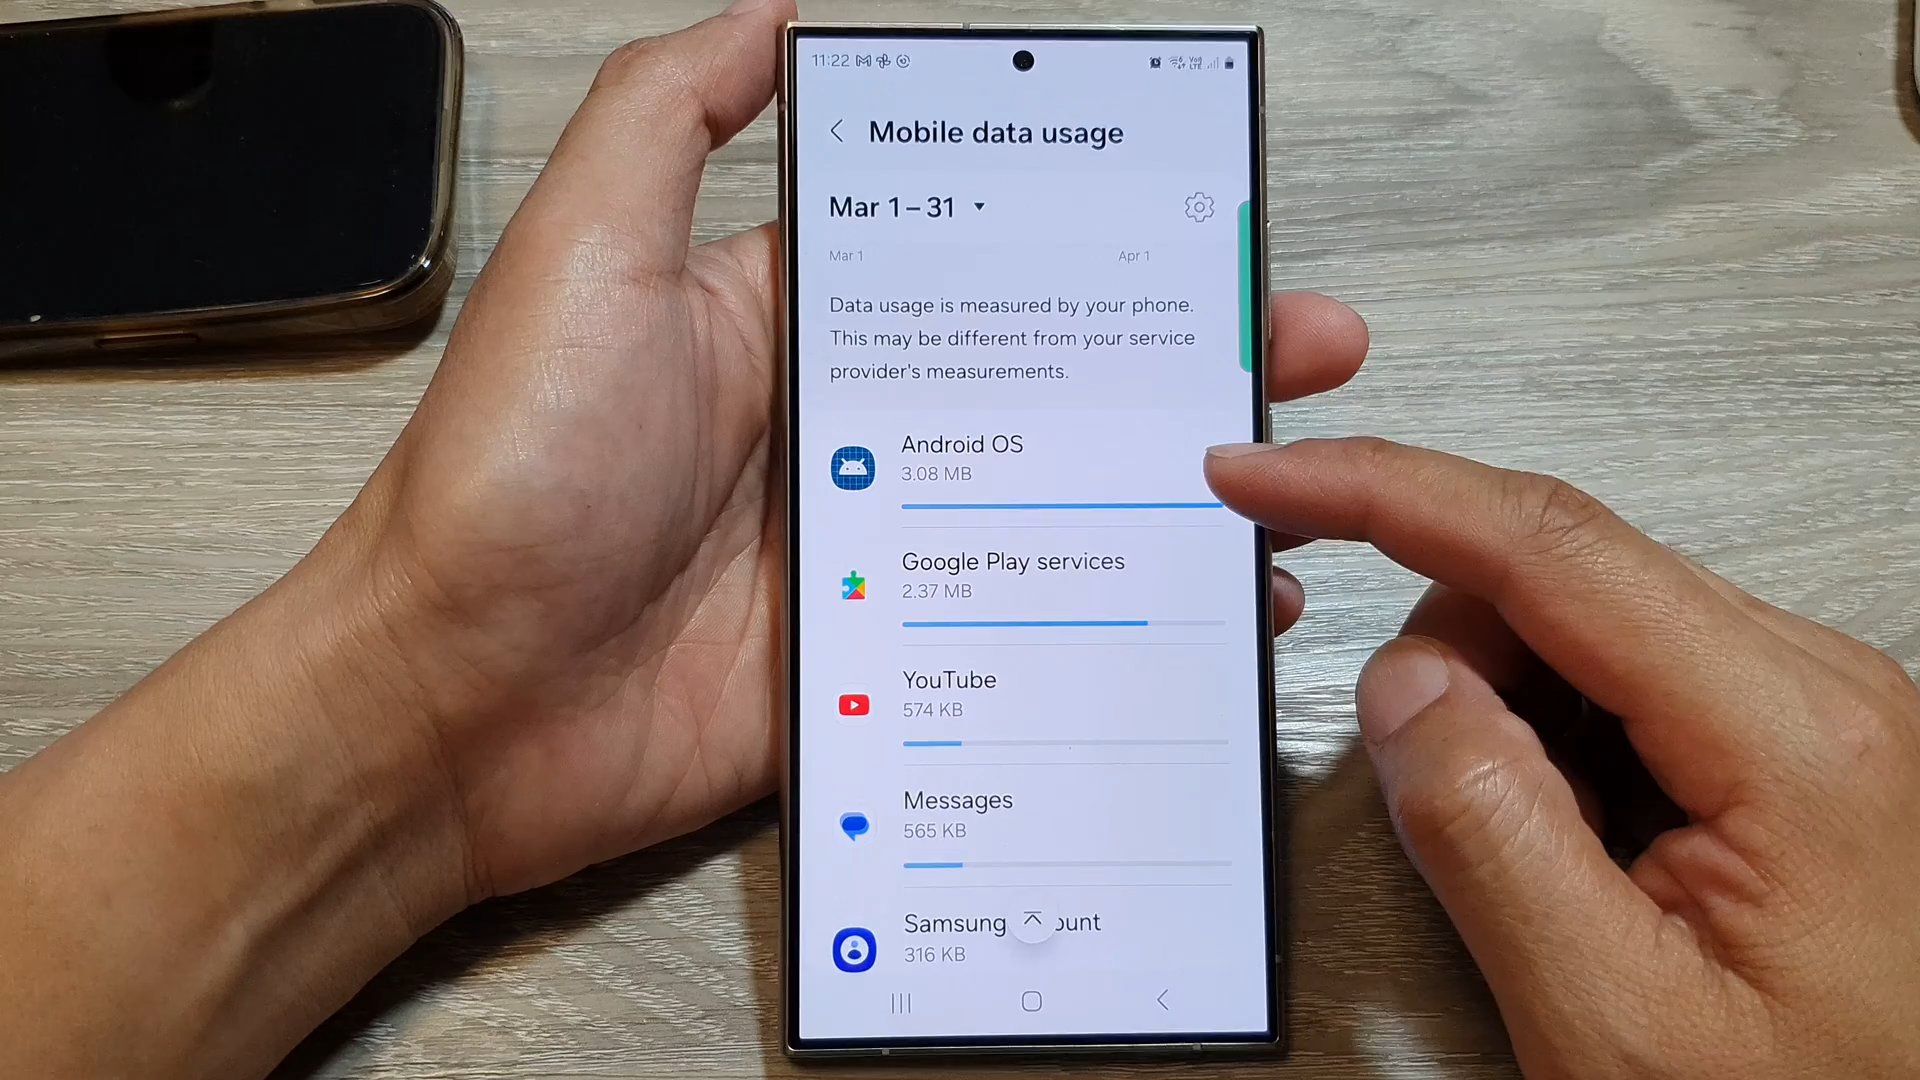 11:22
Mobile data usage
Mar 1 – 31
Mar 1 Apr 1
Data usage is measured by your phone.
This may be different from your service
provider's measurements.
Android OS
3.08 MB
Google Play services
2.37 MB
YouTube
574 KB
Messages
565 KB
Samsung ount
316 KB